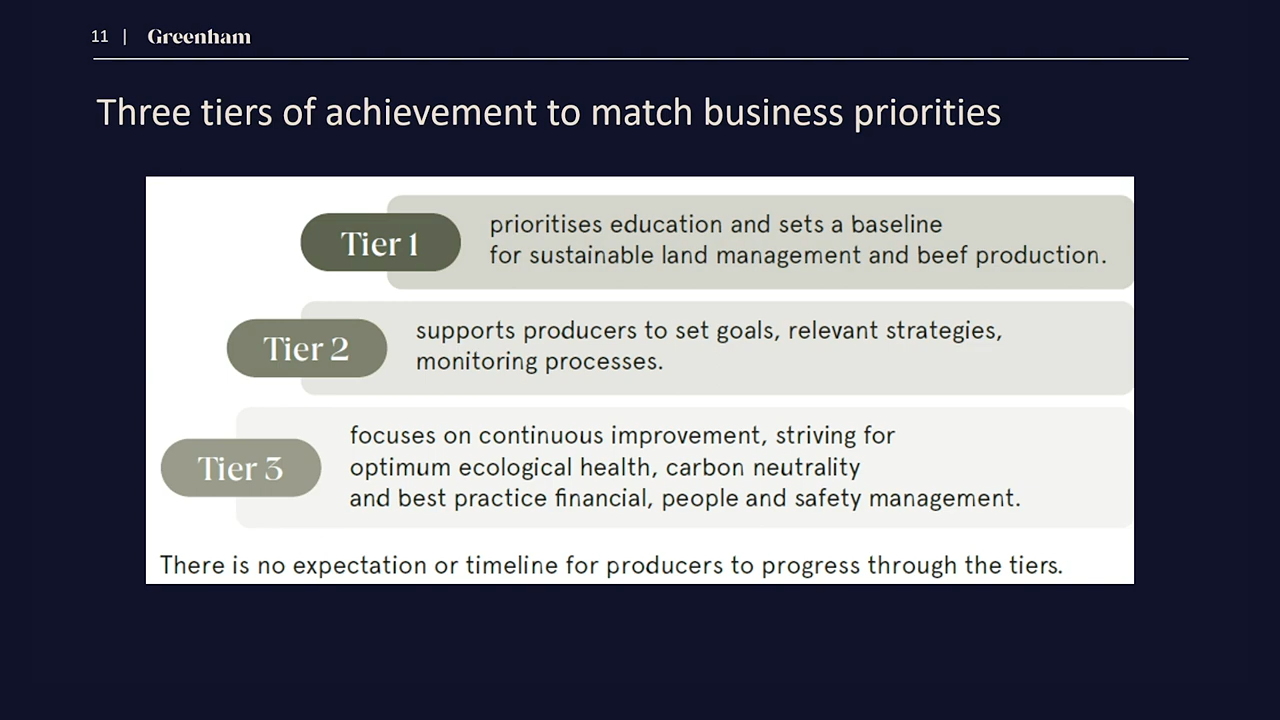 11 | Greenham
Three tiers of achievement to match business priorities
Tier 1
prioritises education and sets a baseline
for sustainable land management and beef production.
Tier 2
supports producers to set goals, relevant strategies,
monitoring processes.
Tier 3
focuses on continuous improvement, striving for
optimum ecological health, carbon neutrality
and best practice financial, people and safety management.
There is no expectation or timeline for producers to progress through the tiers.